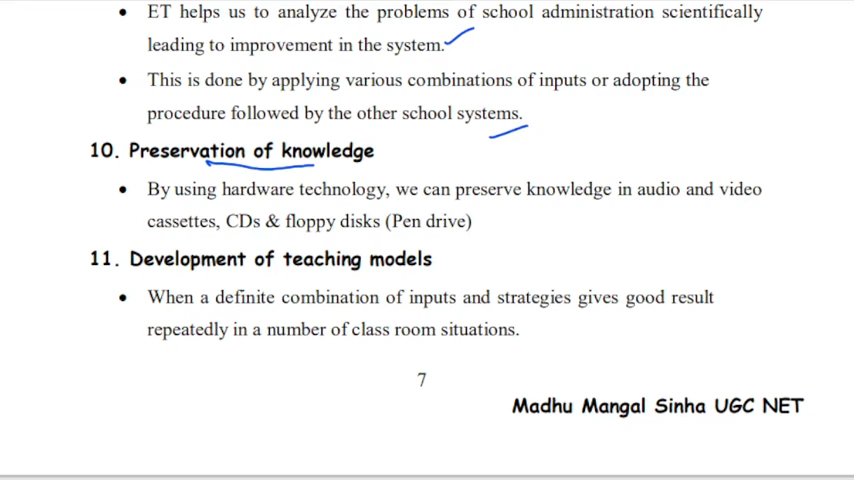 • ET helps us to analyze the problems of school administration scientifically
leading to improvement in the system.
• This is done by applying various combinations of inputs or adopting the
procedure followed by the other school systems.
10. Preservation of knowledge
• By using hardware technology, we can preserve knowledge in audio and video
cassettes, CDs & floppy disks (Pen drive)
11. Development of teaching models
• When a definite combination of inputs and strategies gives good result
repeatedly in a number of class room situations.
7
Madhu Mangal Sinha UGC NET